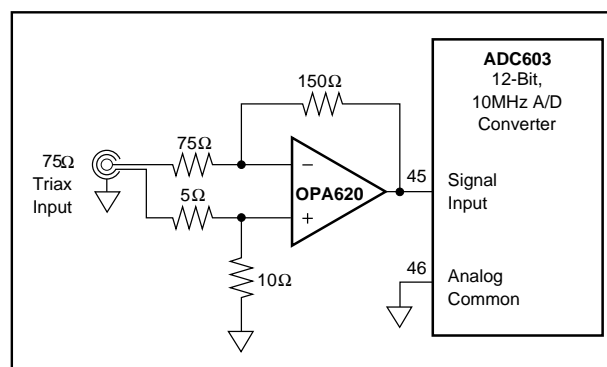 ADC603
12-Bit,
10MHz A/D
Converter
150Ω
75Ω
75Ω
Triax
Input
5Ω
−
OPA620
+
10Ω
45
Signal
Input
46
Analog
Common